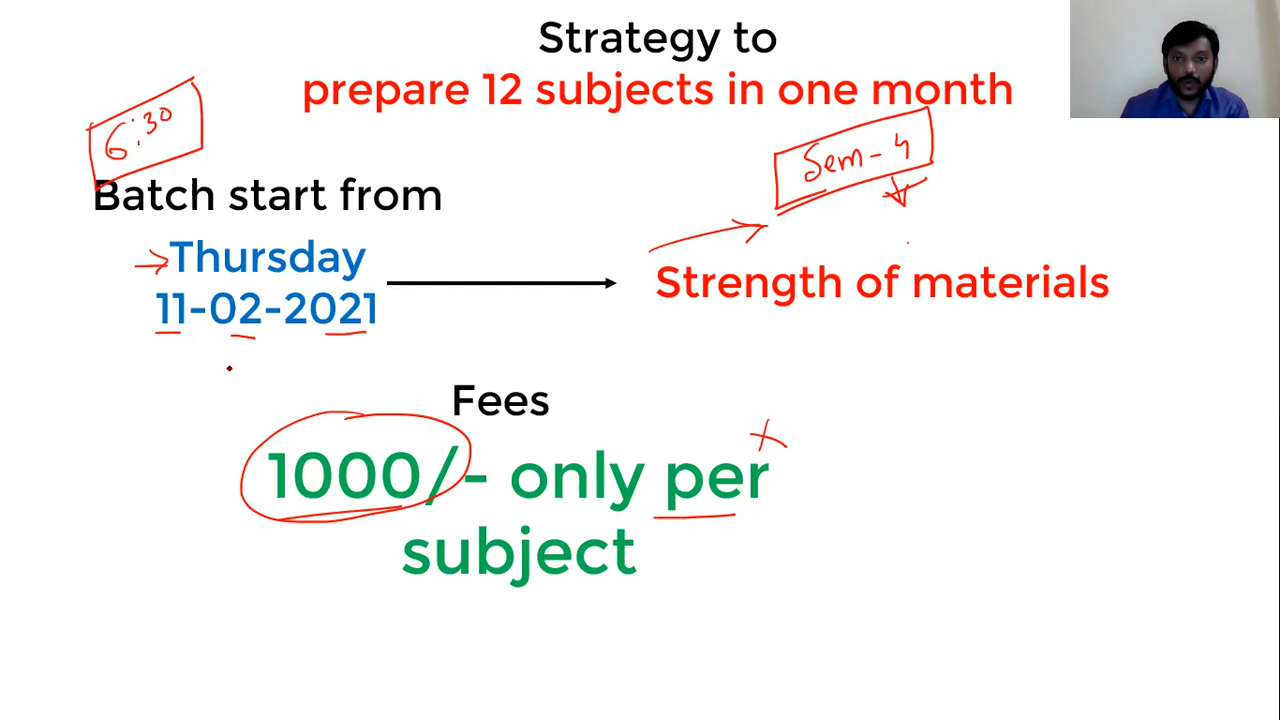 Strategy to
prepare 12 subjects in one month
6:30
Sem-4
Batch start from
Thursday
11-02-2021
Strength of materials
Fees
1000/- only per
subject